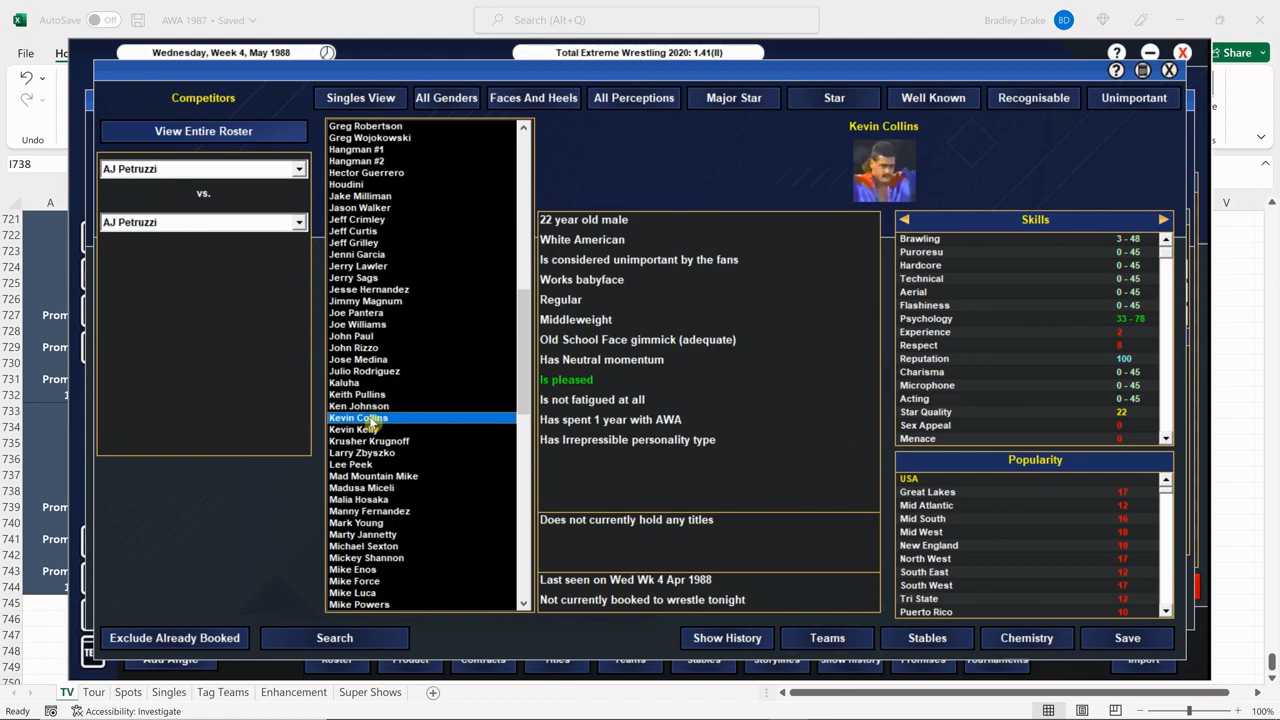 AutoSave Off
AWA 1987 • Saved
Search (Alt+Q)
Bradley Drake BD
File
Share
Undo
I738
Wednesday, Week 4, May 1988
Total Extreme Wrestling 2020: 1.41(II)
? X
? X
Competitors
Singles View
All Genders
Faces And Heels
All Perceptions
Major Star
Star
Well Known
Recognisable
Unimportant
View Entire Roster
AJ Petruzzi
vs.
AJ Petruzzi
Greg Robertson
Greg Wojokowski
Hangman #1
Hangman #2
Hector Guerrero
Houdini
Jake Milliman
Jason Walker
Jeff Crimley
Jeff Curtis
Jeff Grilley
Jenni Garcia
Jerry Lawler
Jerry Sags
Jesse Hernandez
Jimmy Magnum
Joe Pantera
Joe Williams
John Paul
John Rizzo
Jose Medina
Julio Rodriguez
Kaluha
Keith Pullins
Ken Johnson
Kevin Collins
Kevin Kelly
Krusher Krugnoff
Larry Zbyszko
Lee Peek
Mad Mountain Mike
Madusa Miceli
Malia Hosaka
Manny Fernandez
Mark Young
Marty Jannetty
Michael Sexton
Mickey Shannon
Mike Enos
Mike Force
Mike Luca
Mike Powers
Kevin Collins
22 year old male
White American
Is considered unimportant by the fans
Works babyface
Regular
Middleweight
Old School Face gimmick (adequate)
Has Neutral momentum
Is pleased
Is not fatigued at all
Has spent 1 year with AWA
Has Irrepressible personality type
Does not currently hold any titles
Last seen on Wed Wk 4 Apr 1988
Not currently booked to wrestle tonight
Skills
Brawling 3 - 48
Puroresu 0 - 45
Hardcore 0 - 45
Technical 0 - 45
Aerial 0 - 45
Flashiness 0 - 45
Psychology 33 - 78
Experience 2
Respect 8
Reputation 100
Charisma 0 - 45
Microphone 0 - 45
Acting 0 - 45
Star Quality 22
Sex Appeal 0
Menace 0
Popularity
USA
Great Lakes 17
Mid Atlantic 12
Mid South 16
Mid West 18
New England 10
North West 17
South East 12
South West 17
Tri State 12
Puerto Rico 10
Exclude Already Booked
Search
Show History
Teams
Stables
Chemistry
Save
A
V
721
727
Prom
733
Prom
738
739
744
TV
Tour
Spots
Singles
Tag Teams
Enhancement
Super Shows
Ready
Accessibility: Investigate
100%